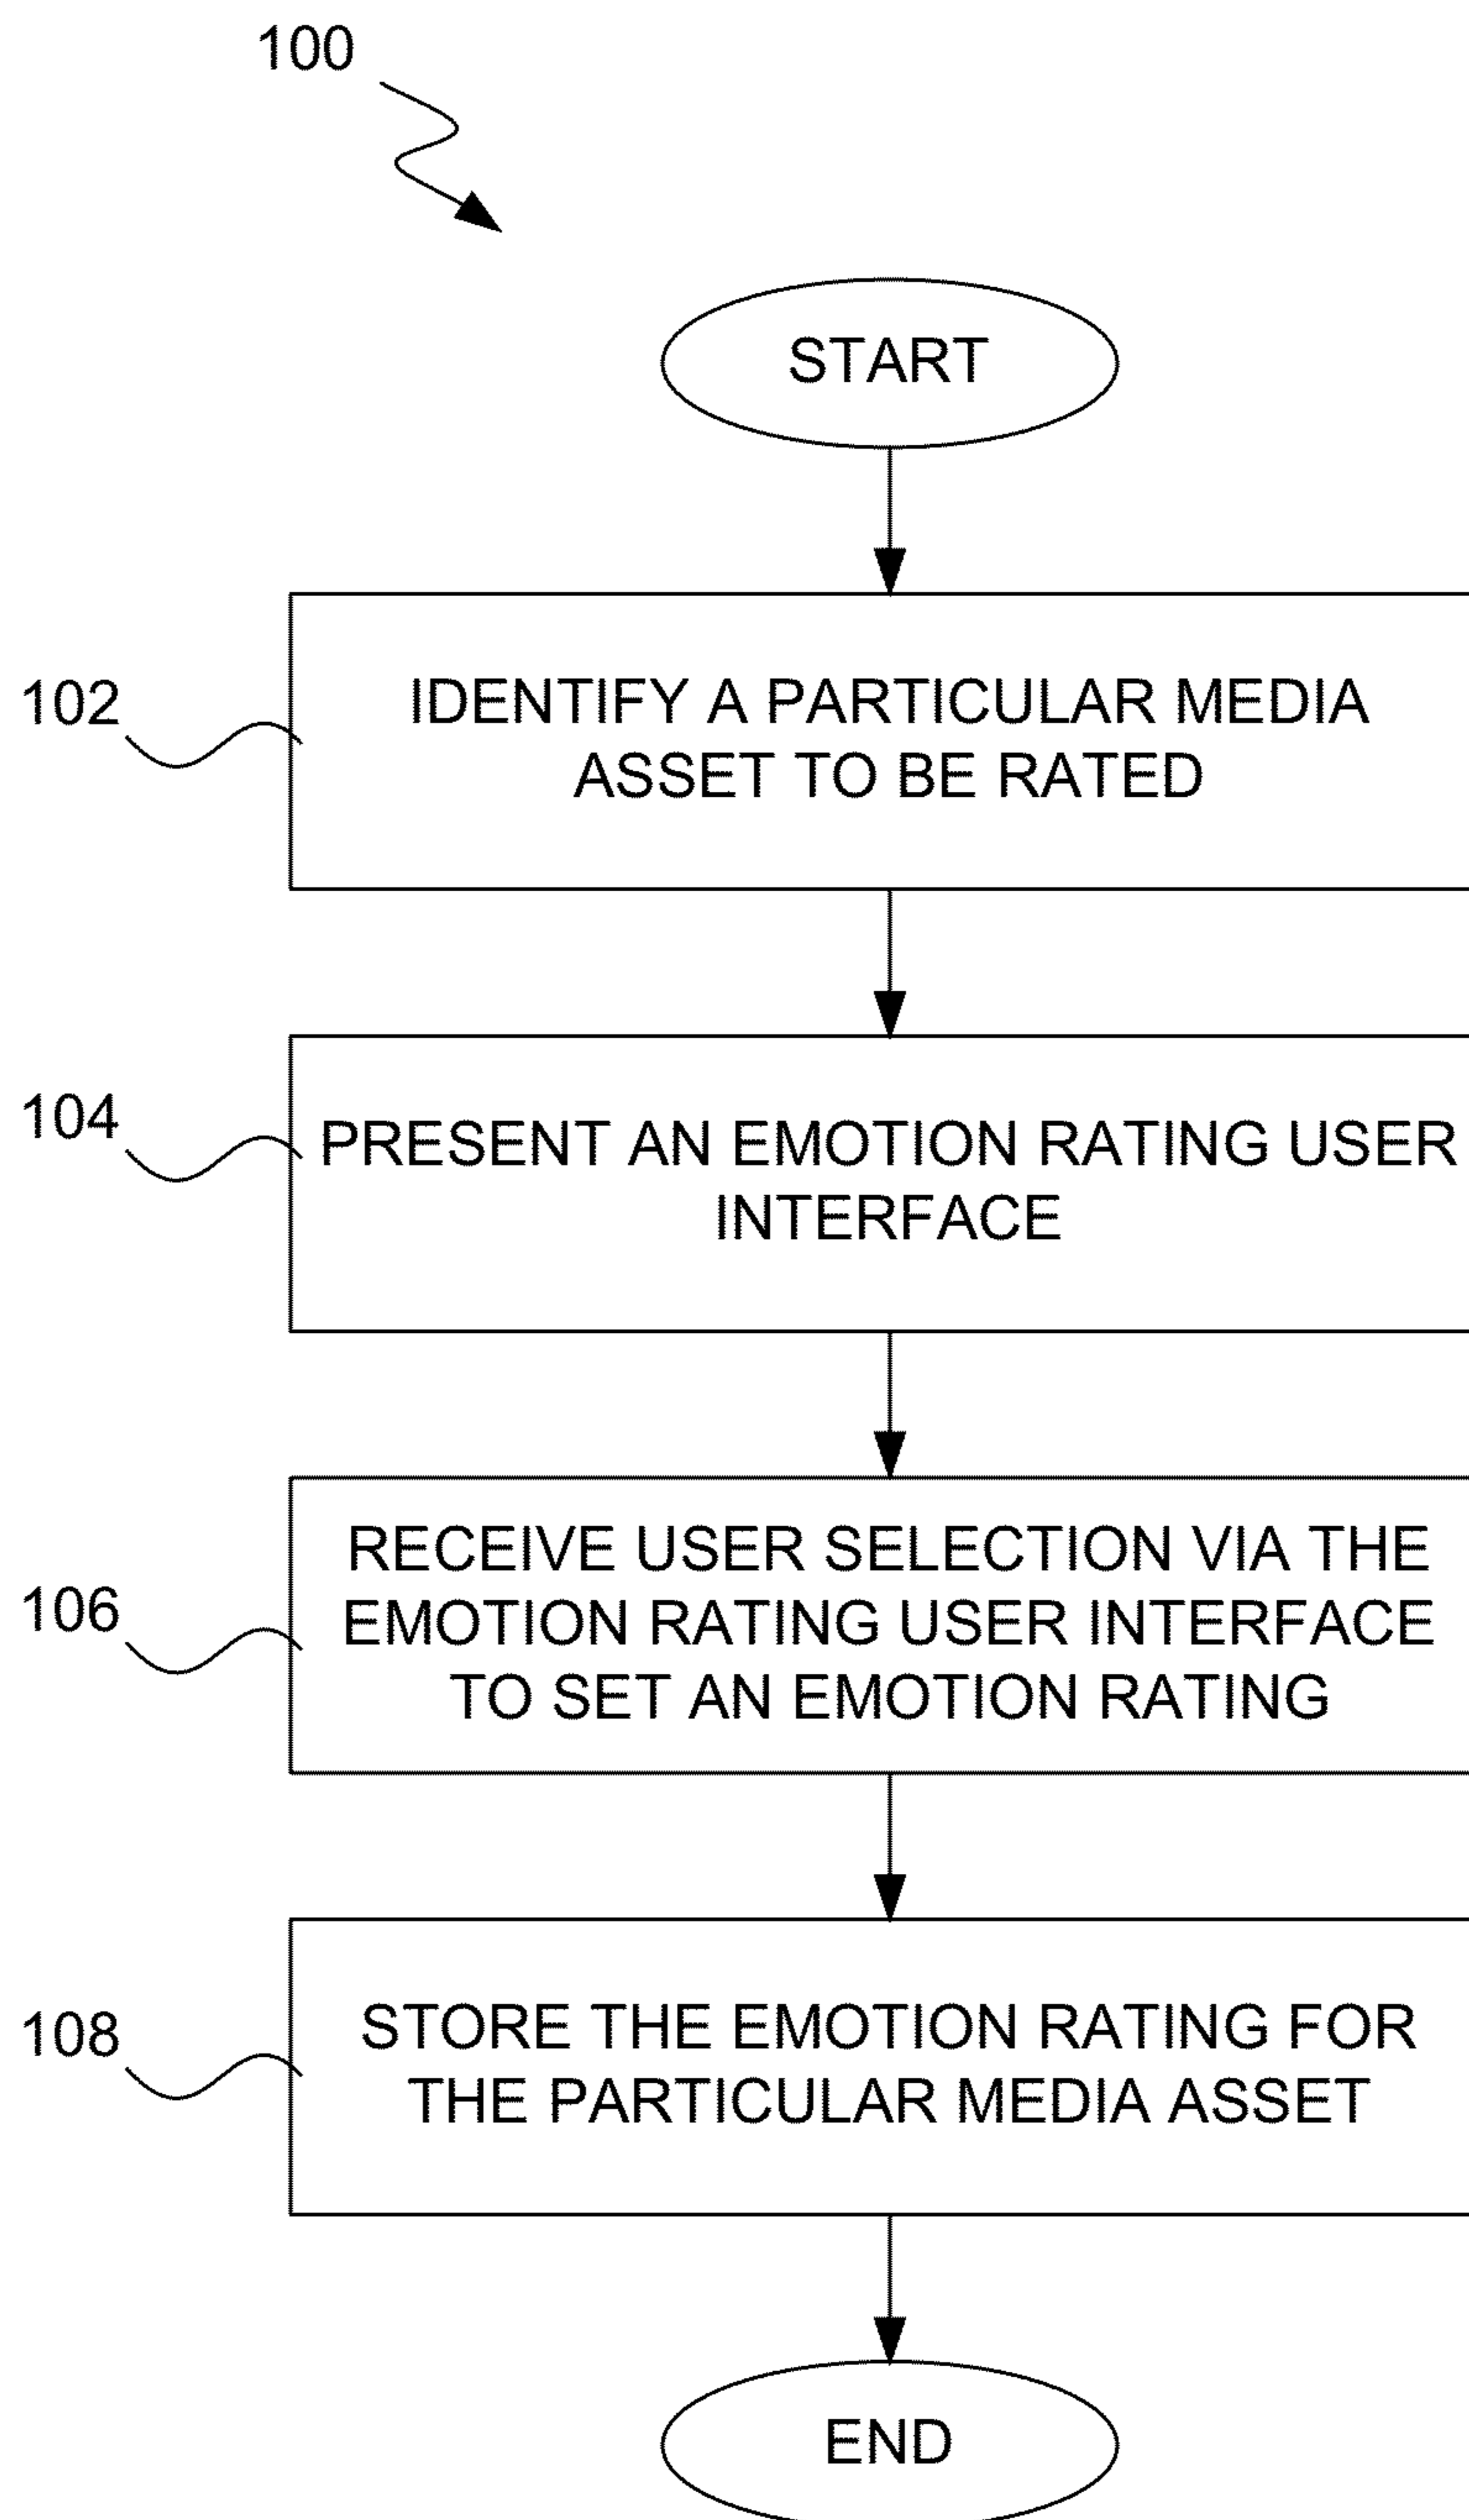 100
START
102
IDENTIFY A PARTICULAR MEDIA
ASSET TO BE RATED
104
PRESENT AN EMOTION RATING USER
INTERFACE
106
RECEIVE USER SELECTION VIA THE
EMOTION RATING USER INTERFACE
TO SET AN EMOTION RATING
108
STORE THE EMOTION RATING FOR
THE PARTICULAR MEDIA ASSET
END